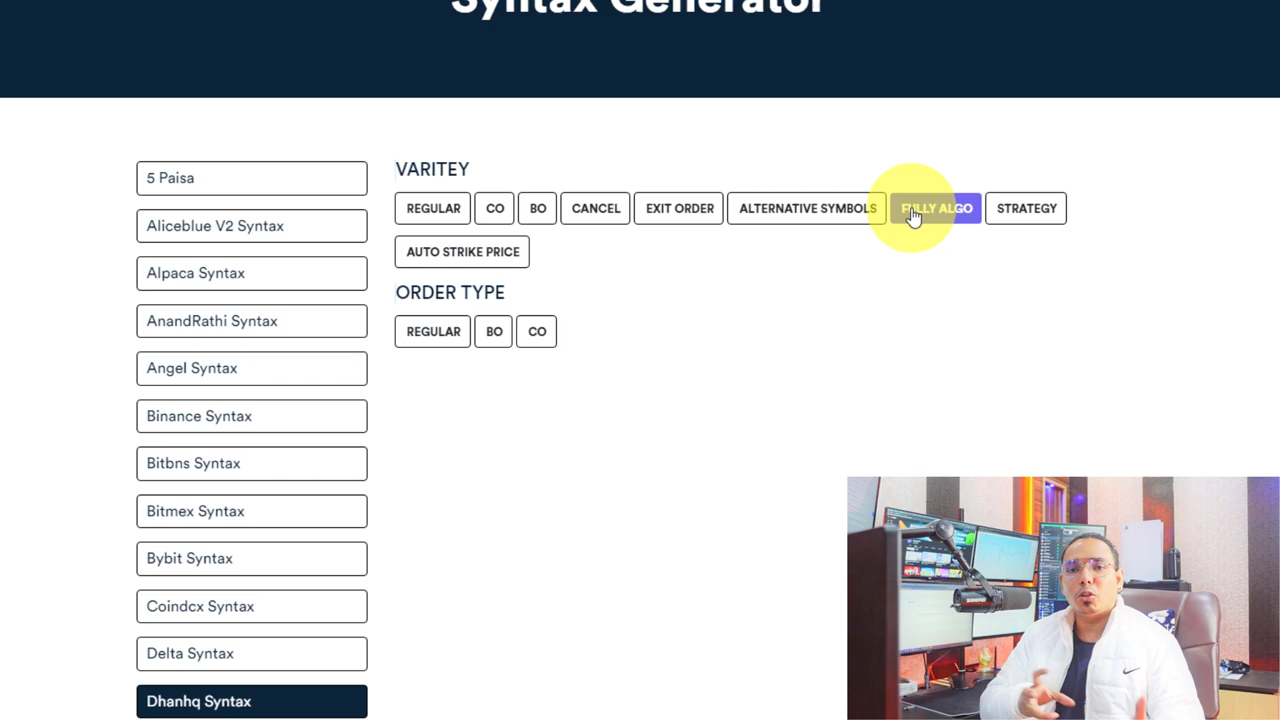 Syntax Generator
5 Paisa
Aliceblue V2 Syntax
Alpaca Syntax
AnandRathi Syntax
Angel Syntax
Binance Syntax
Bitbns Syntax
Bitmex Syntax
Bybit Syntax
Coindcx Syntax
Delta Syntax
Dhanhq Syntax
VARITEY
REGULAR CO BO CANCEL EXIT ORDER ALTERNATIVE SYMBOLS FULLY ALGO STRATEGY
AUTO STRIKE PRICE
ORDER TYPE
REGULAR BO CO